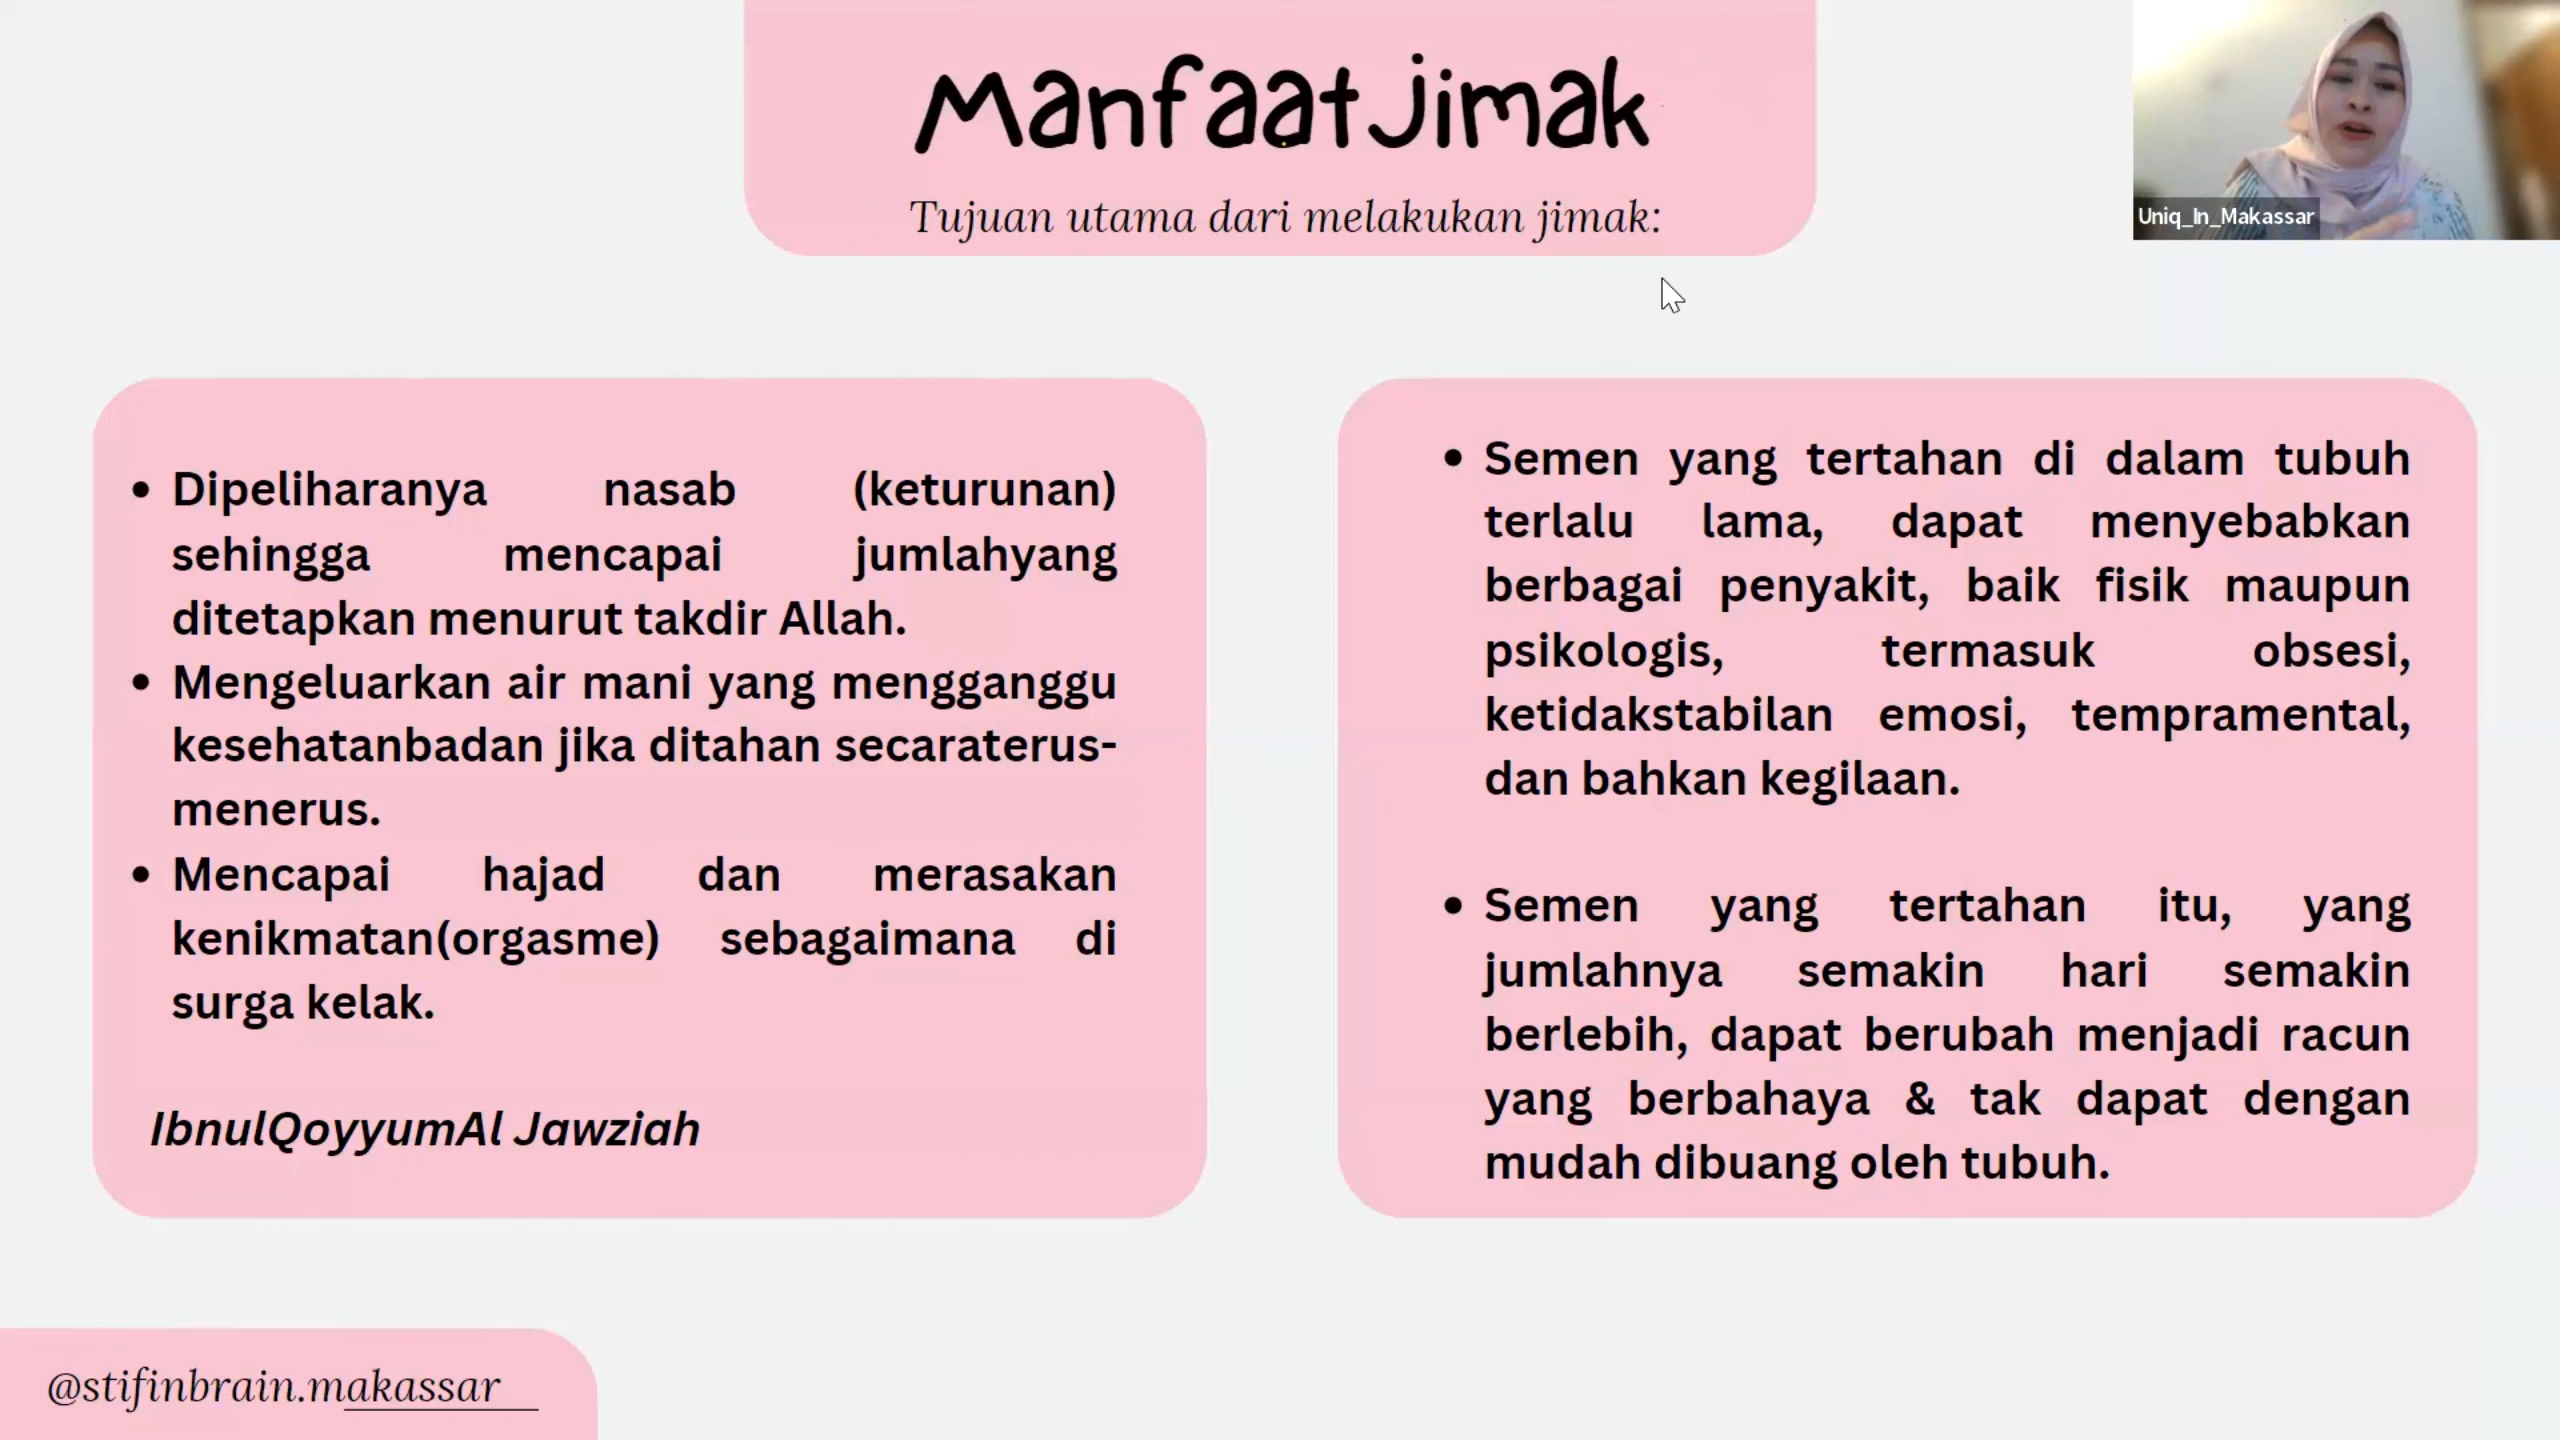 Manfaat Jimak
Tujuan utama dari melakukan jimak:
Uniq_In_Makassar
• Dipeliharanya nasab (keturunan)
sehingga mencapai jumlahyang
ditetapkan menurut takdir Allah.
• Mengeluarkan air mani yang mengganggu
kesehatanbadan jika ditahan secaraterus-
menerus.
• Mencapai hajad dan merasakan
kenikmatan(orgasme) sebagaimana di
surga kelak.
IbnulQoyyumAl Jawziah
• Semen yang tertahan di dalam tubuh
terlalu lama, dapat menyebabkan
berbagai penyakit, baik fisik maupun
psikologis, termasuk obsesi,
ketidakstabilan emosi, tempramental,
dan bahkan kegilaan.
• Semen yang tertahan itu, yang
jumlahnya semakin hari semakin
berlebih, dapat berubah menjadi racun
yang berbahaya & tak dapat dengan
mudah dibuang oleh tubuh.
@stifinbrain.makassar